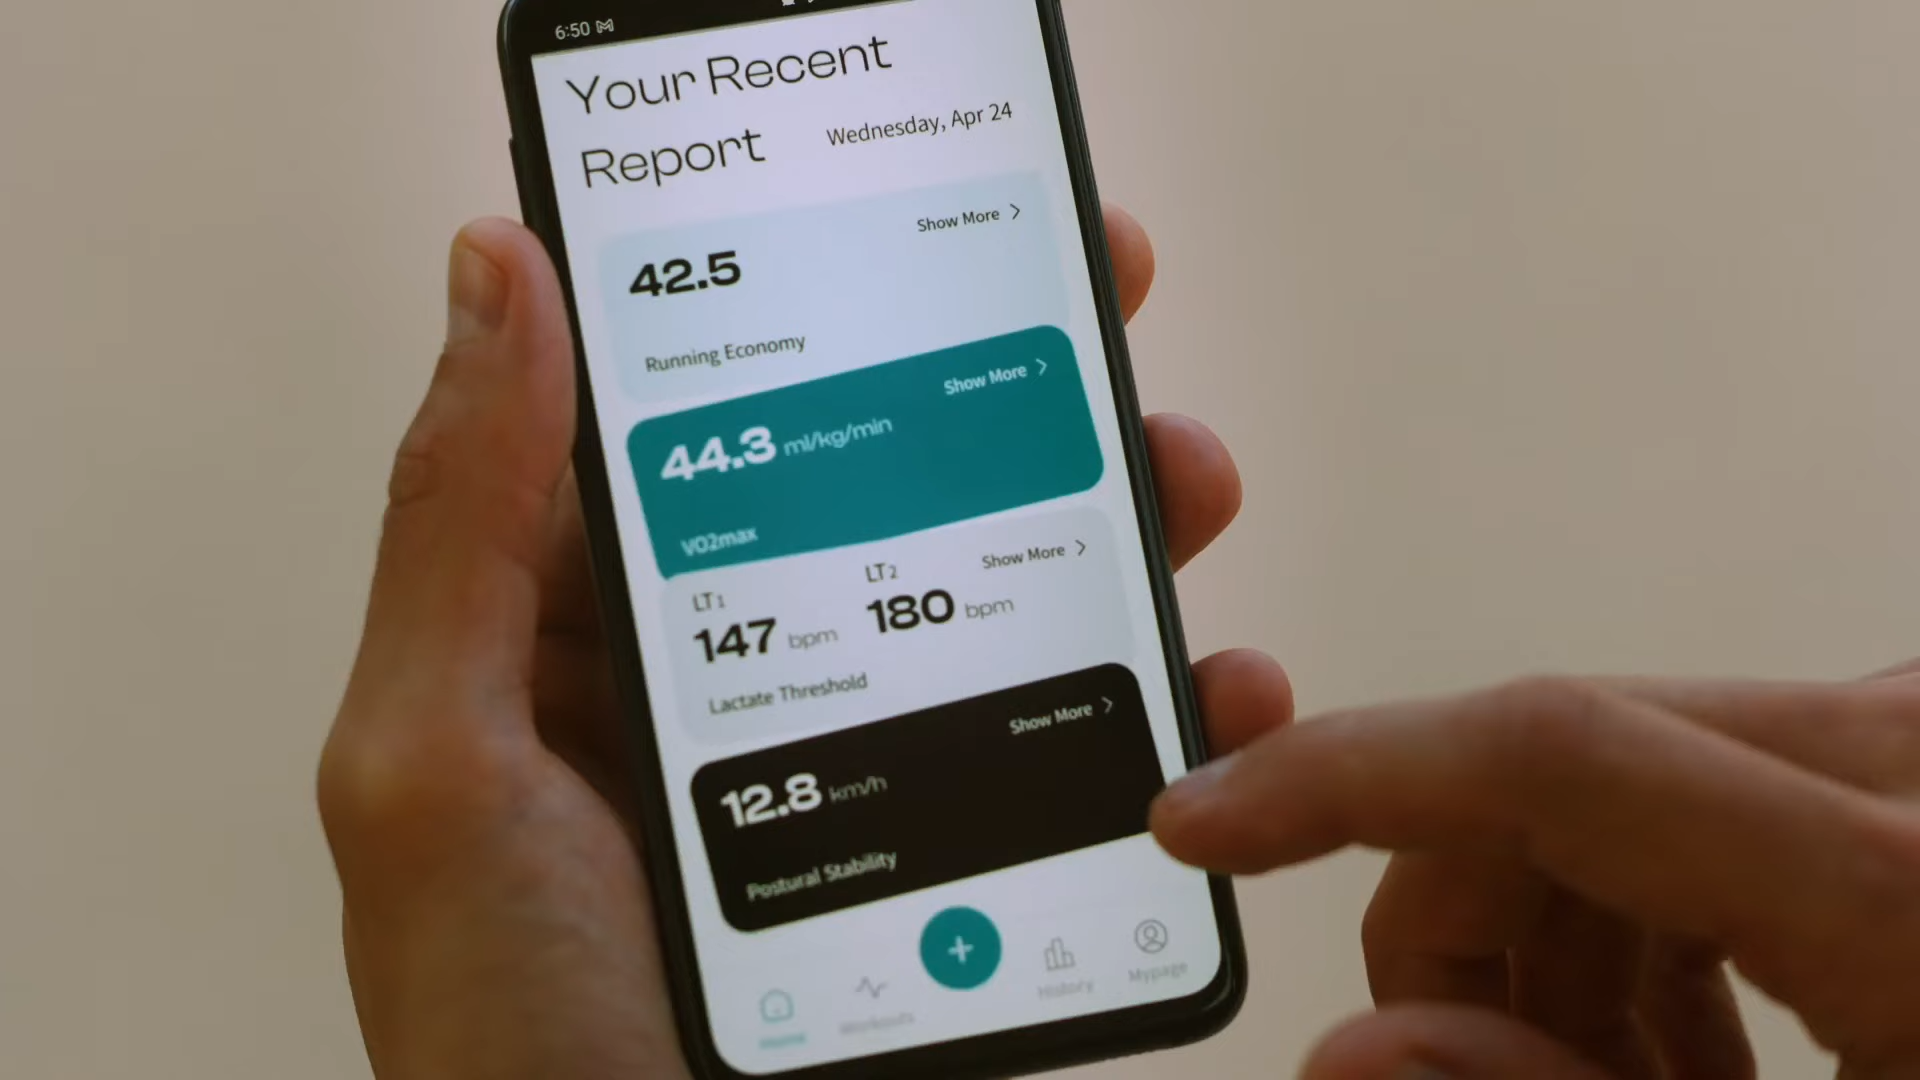 6:50
Your Recent
Report
Wednesday, Apr 24
Show More
42.5
Running Economy
Show More
44.3 ml/kg/min
VO2max
LT1
LT2
Show More
147 bpm
180 bpm
Lactate Threshold
Show More
12.8 km/h
Postural Stability
+
Home
Workouts
History
Mypage